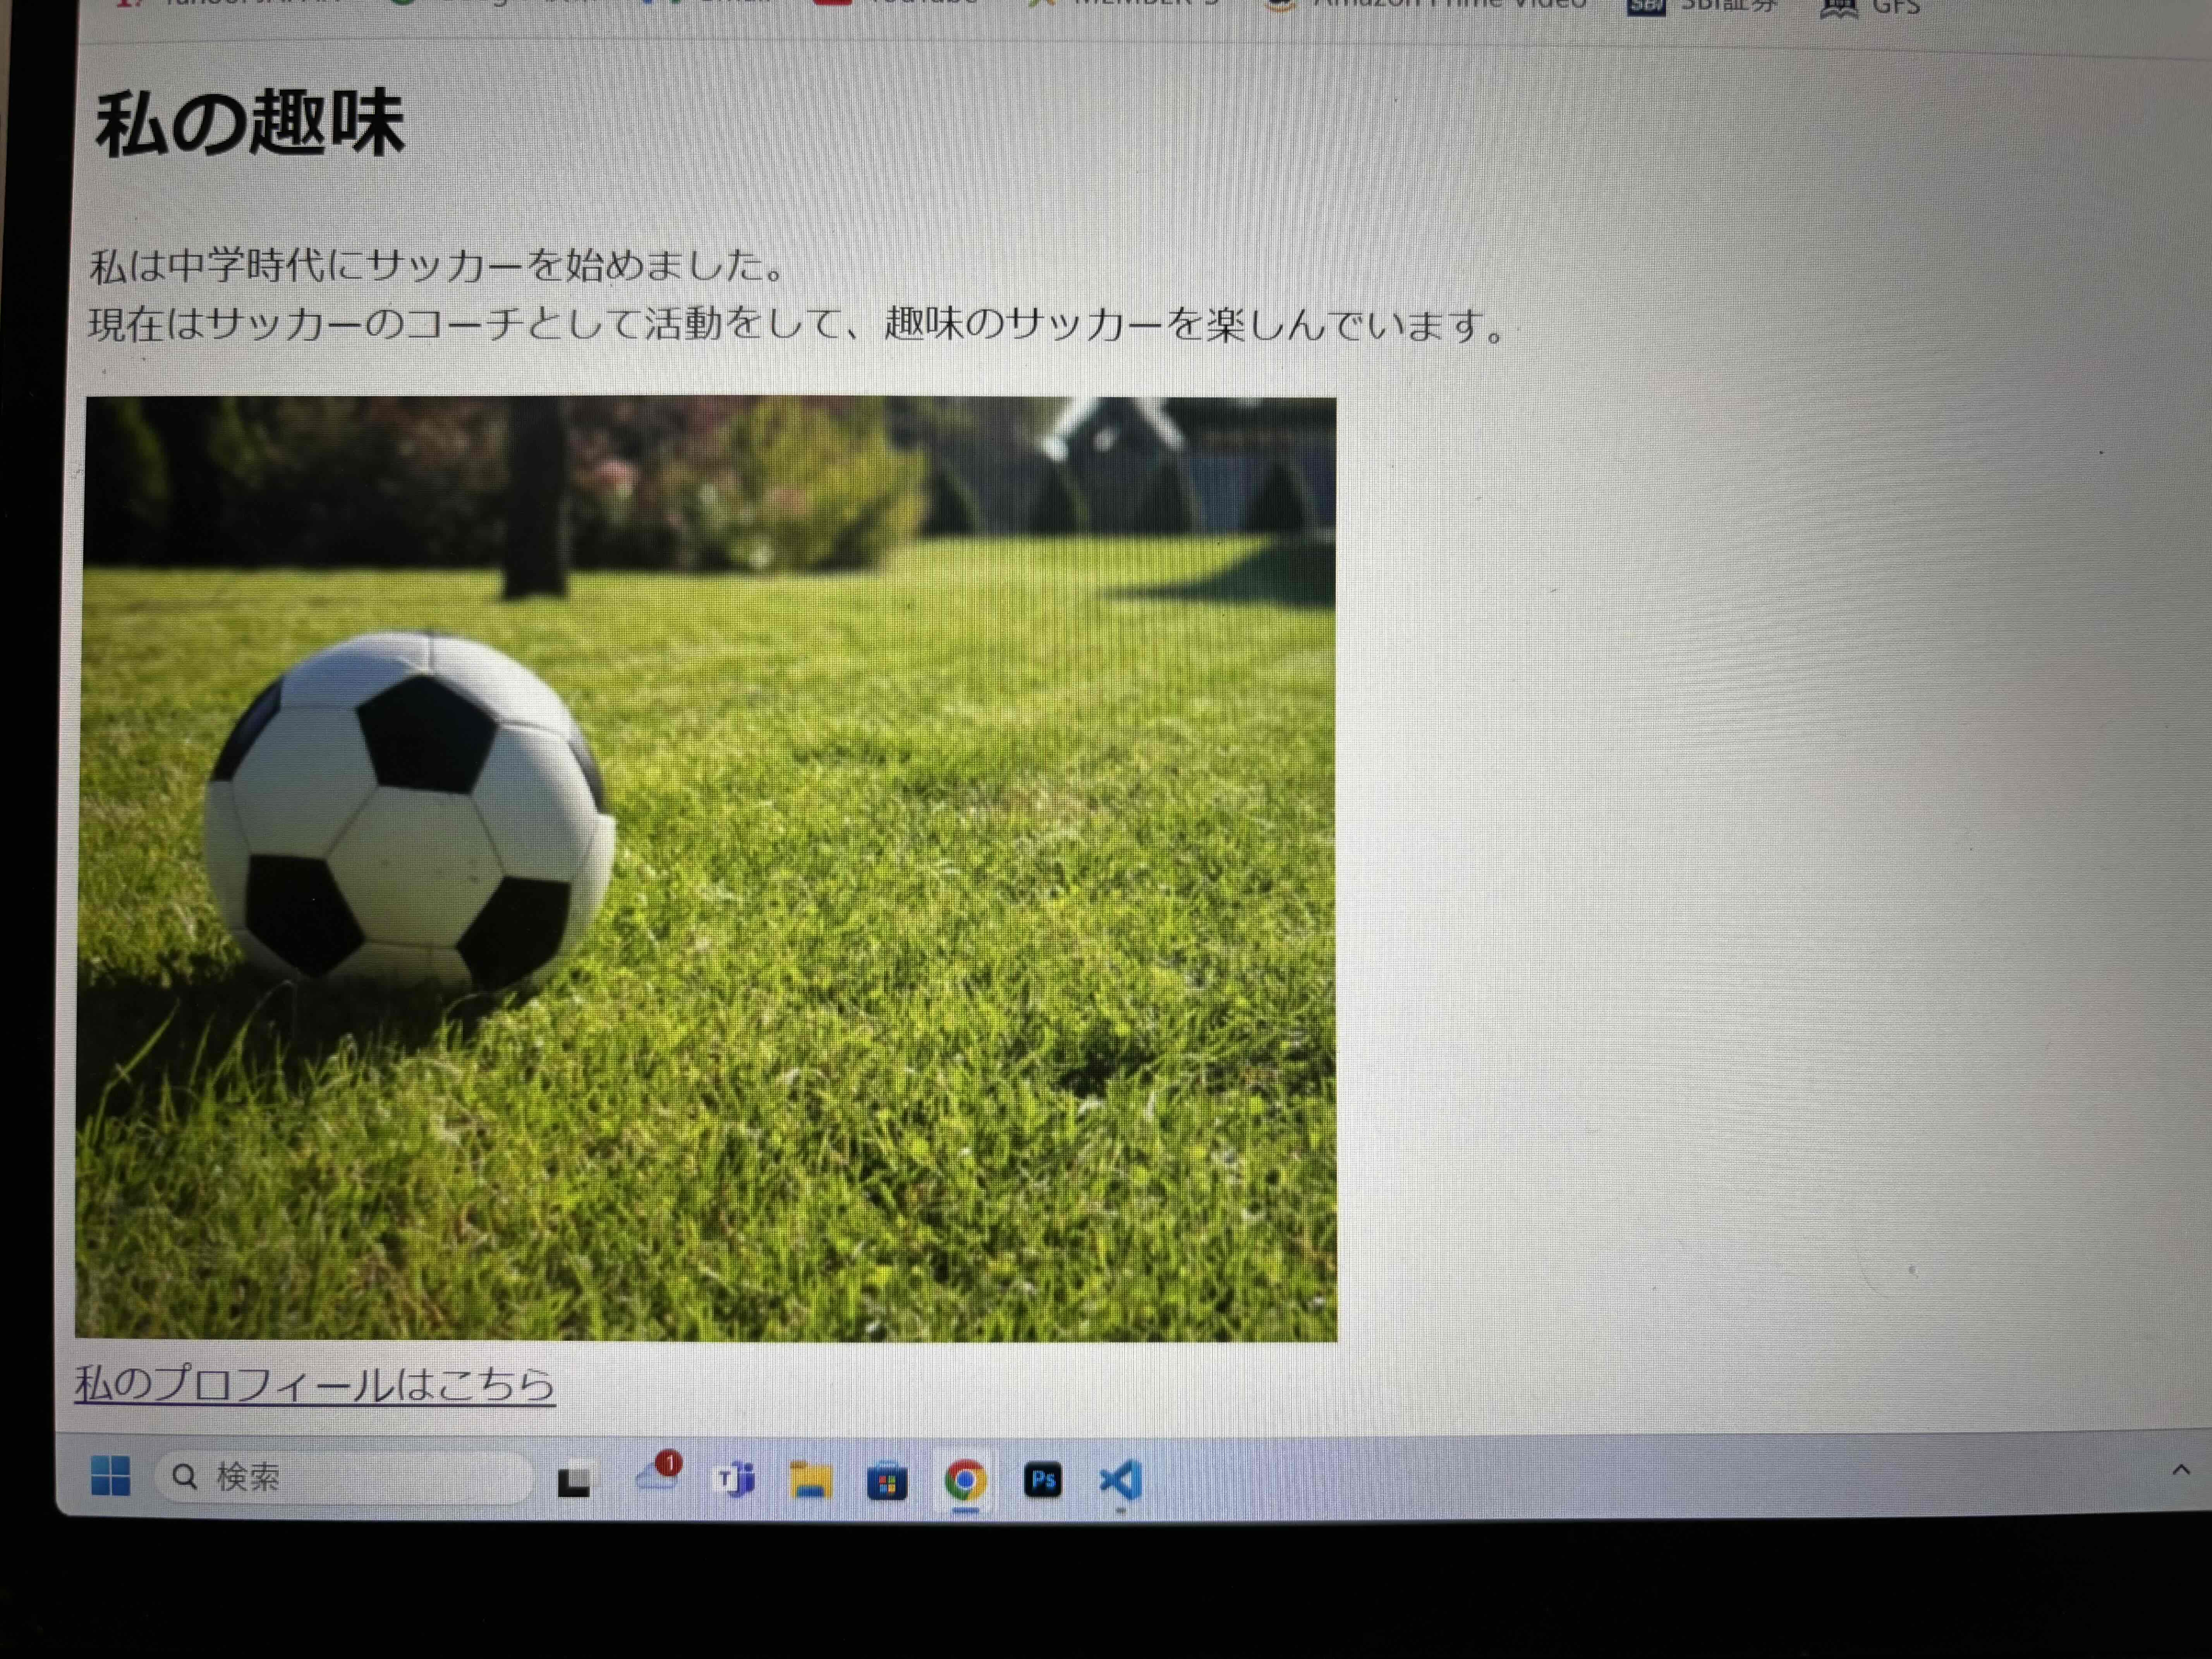 YouTube
Amazon Prime Video
SBI証券
GFS
私の趣味
私は中学時代にサッカーを始めました。
現在はサッカーのコーチとして活動をして、趣味のサッカーを楽しんでいます。
私のプロフィールはこちら
検索
1
T
Ps